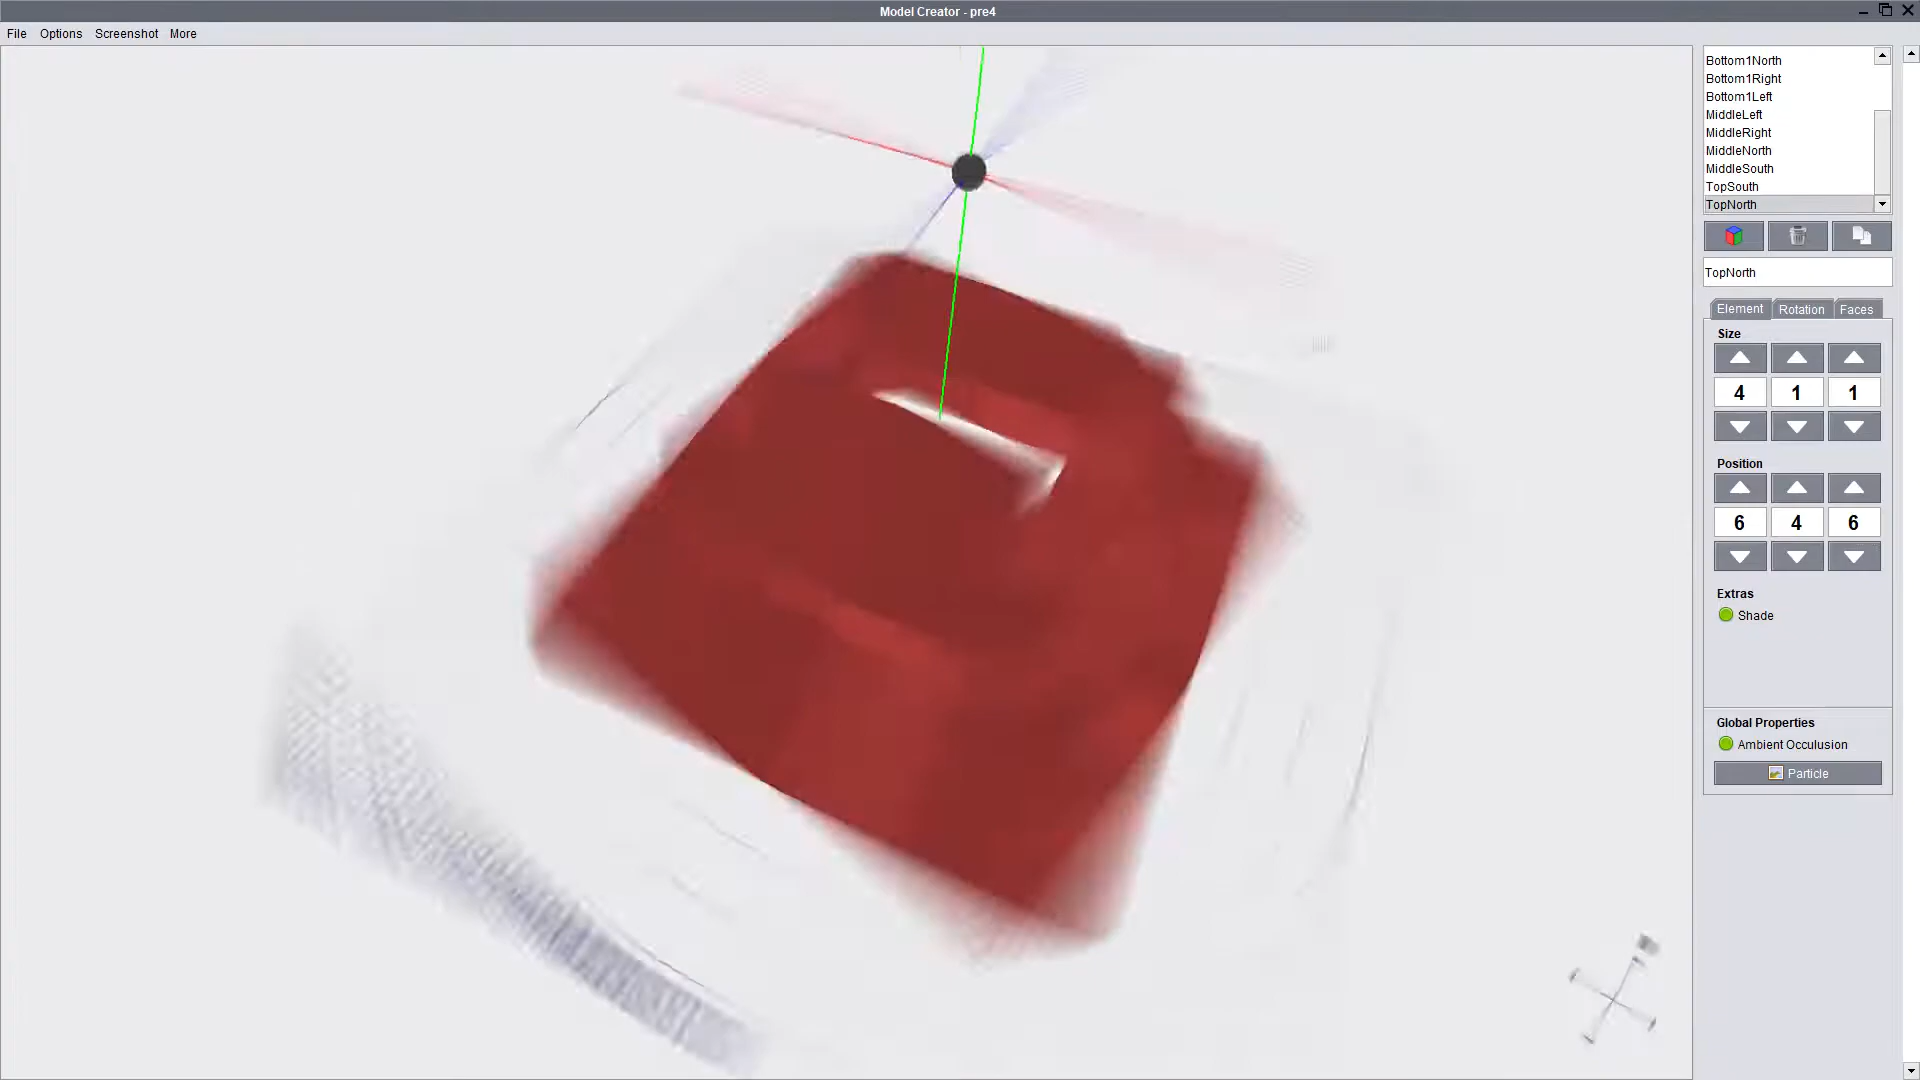 Model Creator - pre4
File Options Screenshot More
Bottom1North
Bottom1Right
Bottom1Left
MiddleLeft
MiddleRight
MiddleNorth
MiddleSouth
TopSouth
TopNorth
TopNorth
Element Rotation Faces
Size
4 1 1
Position
6 4 6
Extras
Shade
Global Properties
Ambient Occulusion
Particle